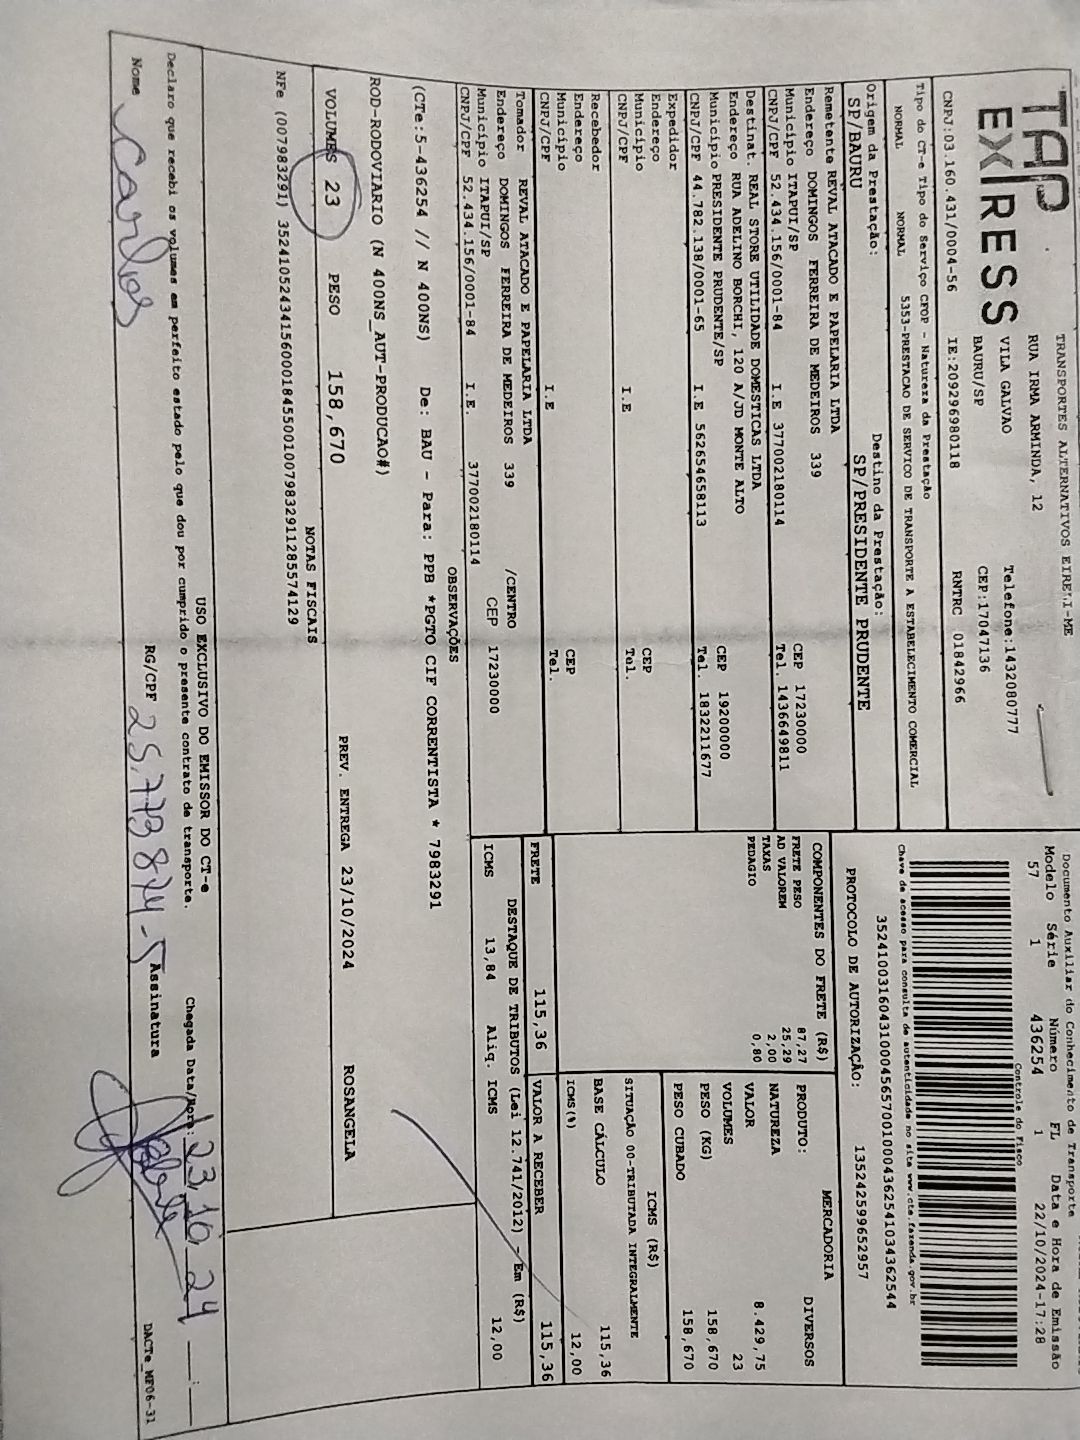 TAP EXPRESS
TRANSPORTES ALTERNATIVOS EIRELI-ME
RUA IRMA ARMINDA, 12
VILA GALVAO
BAURU/SP
Telefone:1432080777
CEP:17047136
CNPJ:03.160.431/0004-56 IE:209296980118 RNTRC 01842966
Documento Auxiliar do Conhecimento de Transporte
Modelo Série Número FL Data e Hora de Emissão
57 1 436254 1 22/10/2024-17:28
Controle do Fisco
Chave de acesso para consulta de autenticidade no site www.cte.fazenda.gov.br
PROTOCOLO DE AUTORIZAÇÃO: 135242599652957
Tipo do CT-e Tipo do Serviço CFOP - Natureza da Prestação
NORMAL NORMAL 5353-PRESTACAO DE SERVICO DE TRANSPORTE A ESTABELECIMENTO COMERCIAL
Origem da Prestação: Destino da Prestação:
SP/BAURU SP/PRESIDENTE PRUDENTE
Remetente REVAL ATACADO E PAPELARIA LTDA
Endereço DOMINGOS FERREIRA DE MEDEIROS 339
Município ITAPUI/SP CEP 17230000
CNPJ/CPF 52.434.156/0001-84 I.E 377002180114 Tel. 1436649811
Destinat. REAL STORE UTILIDADE DOMESTICAS LTDA
Endereço RUA ADELINO BORCHI, 120 A/JD MONTE ALTO
Município PRESIDENTE PRUDENTE/SP CEP 19200000
CNPJ/CPF 44.782.138/0001-65 I.E 562654658113 Tel. 1832211677
Expedidor
Endereço
Município CEP
CNPJ/CPF I.E Tel.
Recebedor
Endereço
Município CEP
CNPJ/CPF I.E Tel.
Tomador REVAL ATACADO E PAPELARIA LTDA
Endereço DOMINGOS FERREIRA DE MEDEIROS 339 /CENTRO
Município ITAPUI/SP CEP 17230000
CNPJ/CPF 52.434.156/0001-84 I.E. 377002180114
COMPONENTES DO FRETE (R$)
FRETE PESO 87,27
AD VALOREM 25,29
TAXAS 2,00
PEDAGIO 0,80
MERCADORIA
PRODUTO: DIVERSOS
NATUREZA
VALOR 8.429,75
VOLUMES 23
PESO (KG) 158,670
PESO CUBADO 158,670
ICMS (R$)
SITUAÇÃO 00-TRIBUTADA INTEGRALMENTE
BASE CÁLCULO 115,36
ICMS(%) 12,00
FRETE 115,36 VALOR A RECEBER 115,36
DESTAQUE DE TRIBUTOS (Lei 12.741/2012) - Em (R$)
ICMS 13,84 Aliq. ICMS 12,00
OBSERVAÇÕES
(CTe:5-436254 // N 400NS) De: BAU - Para: PPB *PGTO CIF CORRENTISTA * 7983291
ROD-RODOVIARIO (N 400NS_AUT-PRODUCAO#)
VOLUMES 23 PESO 158,670 PREV. ENTREGA 23/10/2024 ROSANGELA
NOTAS FISCAIS
USO EXCLUSIVO DO EMISSOR DO CT-e
Declaro que recebi os volumes em perfeito estado pelo que dou por cumprido o presente contrato de transporte.
Chegada Data/Hora: 23, 10, 24 __:__
Nome Carlos RG/CPF 25.773.874-5 Assinatura
DACTe_MF06-31